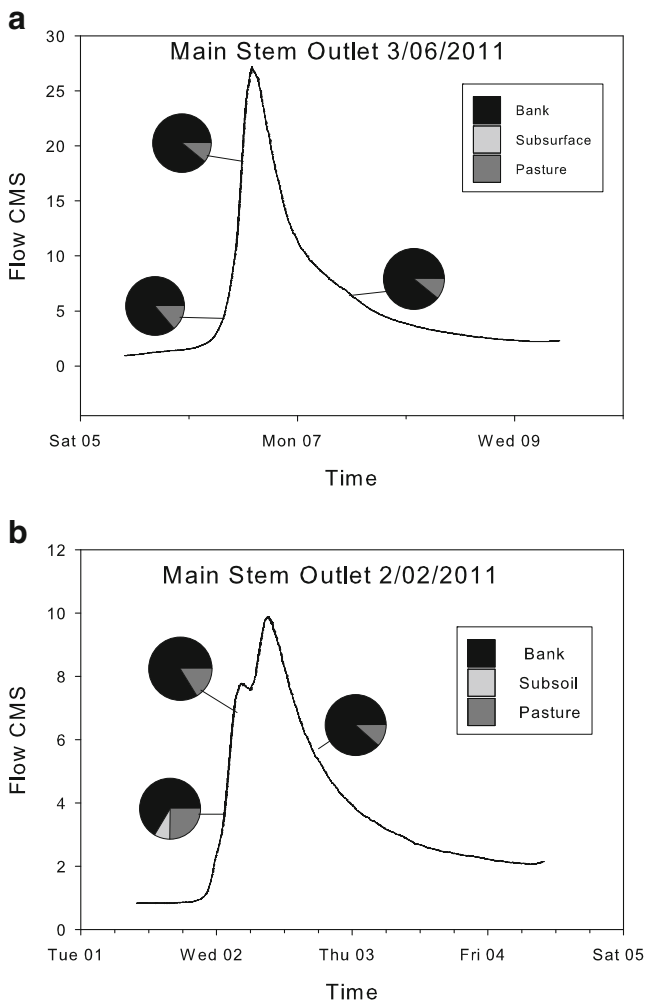 a
Main Stem Outlet 3/06/2011
30
25
20
15
10
5
0
Flow CMS
Bank
Subsurface
Pasture
Sat 05
Mon 07
Wed 09
Time
b
Main Stem Outlet 2/02/2011
12
10
8
6
4
2
0
Flow CMS
Bank
Subsoil
Pasture
Tue 01
Wed 02
Thu 03
Fri 04
Sat 05
Time